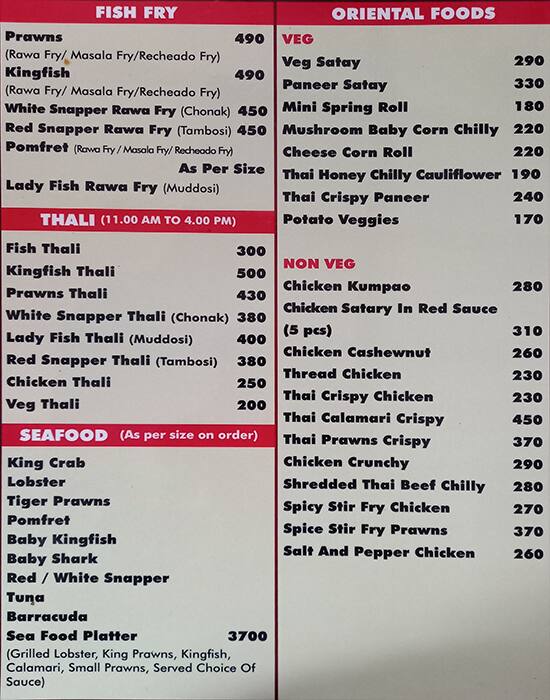 FISH FRY
Prawns 490
(Rawa Fry/ Masala Fry/Recheado Fry)
Kingfish 490
(Rawa Fry/ Masala Fry/Recheado Fry)
White Snapper Rawa Fry (Chonak) 450
Red Snapper Rawa Fry (Tambosi) 450
Pomfret (Rawa Fry / Masala Fry/ Recheado Fry)
As Per Size
Lady Fish Rawa Fry (Muddosi)
THALI (11.00 AM TO 4.00 PM)
Fish Thali 300
Kingfish Thali 500
Prawns Thali 430
White Snapper Thali (Chonak) 380
Lady Fish Thali (Muddosi) 400
Red Snapper Thali (Tambosi) 380
Chicken Thali 250
Veg Thali 200
SEAFOOD (As per size on order)
King Crab
Lobster
Tiger Prawns
Pomfret
Baby Kingfish
Baby Shark
Red / White Snapper
Tuna
Barracuda
Sea Food Platter 3700
(Grilled Lobster, King Prawns, Kingfish,
Calamari, Small Prawns, Served Choice Of
Sauce)
ORIENTAL FOODS
VEG
Veg Satay 290
Paneer Satay 330
Mini Spring Roll 180
Mushroom Baby Corn Chilly 220
Cheese Corn Roll 220
Thai Honey Chilly Cauliflower 190
Thai Crispy Paneer 240
Potato Veggies 170
NON VEG
Chicken Kumpao 280
Chicken Satary In Red Sauce
(5 pcs) 310
Chicken Cashewnut 260
Thread Chicken 230
Thai Crispy Chicken 230
Thai Calamari Crispy 450
Thai Prawns Crispy 370
Chicken Crunchy 290
Shredded Thai Beef Chilly 280
Spicy Stir Fry Chicken 270
Spice Stir Fry Prawns 370
Salt And Pepper Chicken 260